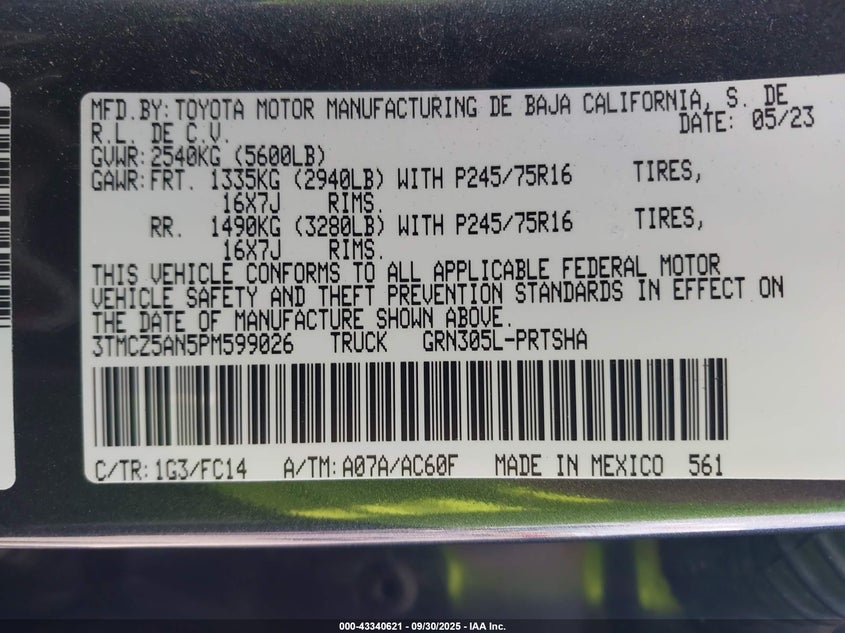 MFD.BY: TOYOTA MOTOR MANUFACTURING DE BAJA CALIFORNIA, S. DE
R.L. DE C.V. DATE: 05/23
GVWR: 2540KG (5600LB)
GAWR: FRT. 1335KG (2940LB) WITH P245/75R16 TIRES,
16X7J RIMS.
RR. 1490KG (3280LB) WITH P245/75R16 TIRES,
16X7J RIMS.
THIS VEHICLE CONFORMS TO ALL APPLICABLE FEDERAL MOTOR
VEHICLE SAFETY AND THEFT PREVENTION STANDARDS IN EFFECT ON
THE DATE OF MANUFACTURE SHOWN ABOVE.
3TMCZ5AN5PM599026 TRUCK GRN305L-PRTSHA
C/TR: 1G3/FC14 A/TM: A07A/AC60F MADE IN MEXICO 561
000-43340621 - 09/30/2025 - IAA Inc.